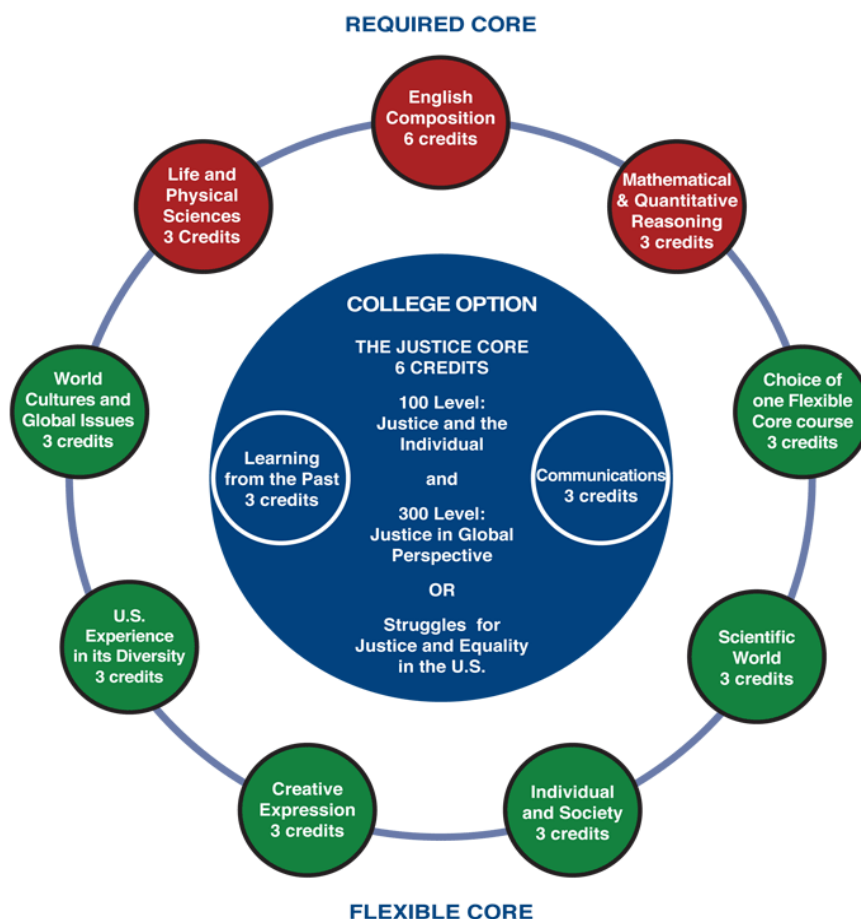 REQUIRED CORE
English
Composition
6 credits
Life and
Physical
Sciences
3 Credits
Mathematical
& Quantitative
Reasoning
3 credits
World
Cultures and
Global Issues
3 credits
Choice of
one Flexible
Core course
3 credits
COLLEGE OPTION
THE JUSTICE CORE
6 CREDITS
100 Level:
Justice and the
Individual
and
300 Level:
Justice in Global
Perspective
OR
Struggles for
Justice and Equality
in the U.S.
Learning
from the Past
3 credits
Communications
3 credits
U.S.
Experience
in its Diversity
3 credits
Scientific
World
3 credits
Creative
Expression
3 credits
Individual
and Society
3 credits
FLEXIBLE CORE